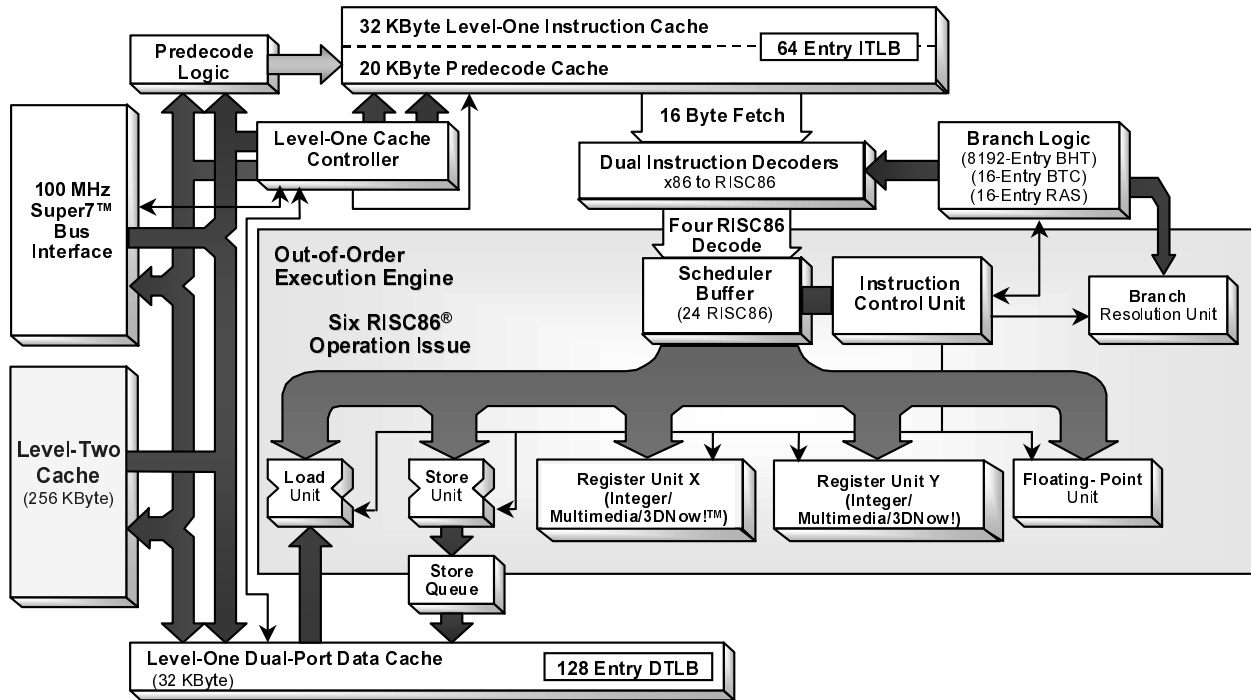 32 KByte Level-One Instruction Cache
64 Entry ITLB
20 KByte Predecode Cache
Predecode
Logic
16 Byte Fetch
Level-One Cache
Controller
Dual Instruction Decoders
x86 to RISC86
Branch Logic
(8192-Entry BHT)
(16-Entry BTC)
(16-Entry RAS)
100 MHz
Super7™
Bus
Interface
Four RISC86
Decode
Out-of-Order
Execution Engine
Scheduler
Buffer
(24 RISC86)
Instruction
Control Unit
Branch
Resolution Unit
Six RISC86®
Operation Issue
Level-Two
Cache
(256 KByte)
Load
Unit
Store
Unit
Register Unit X
(Integer/
Multimedia/3DNow!™)
Register Unit Y
(Integer/
Multimedia/3DNow!)
Floating- Point
Unit
Store
Queue
Level-One Dual-Port Data Cache
(32 KByte)
128 Entry DTLB